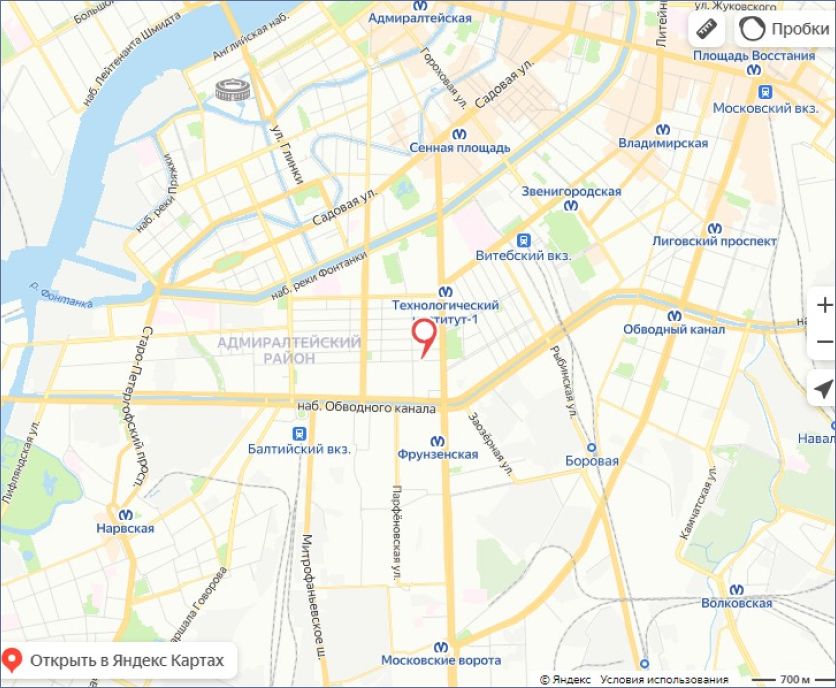 Большой
Адмиралтейская
ул. Жуковского
Английская наб.
наб. Лейтенанта Шмидта
Литейн
Пробки
Площадь Восстания
Гороховая ул.
Садовая ул.
Московский вкз.
ул. Глинки
Сенная площадь
Владимирская
наб. реки Пряжки
Садовая ул.
Звенигородская
Лиговский проспект
Витебский вкз.
наб. реки Фонтанки
р. Фонтанка
Технологический
институт-1
Обводный канал
на
АДМИРАЛТЕЙСКИЙ
РАЙОН
Старо-Петергофский прост.
Рыбинская ул.
наб. Обводного канала
Лифляндская ул.
Балтийский вкз.
Фрунзенская
Заозёрная ул.
Боровая
Навал
Камчатская ул.
Нарвская
Парфёновская ул.
Митрофаньевское ш.
аршала Говорова
Волковская
Московские ворота
Открыть в Яндекс Картах
© Яндекс Условия использования
700 м